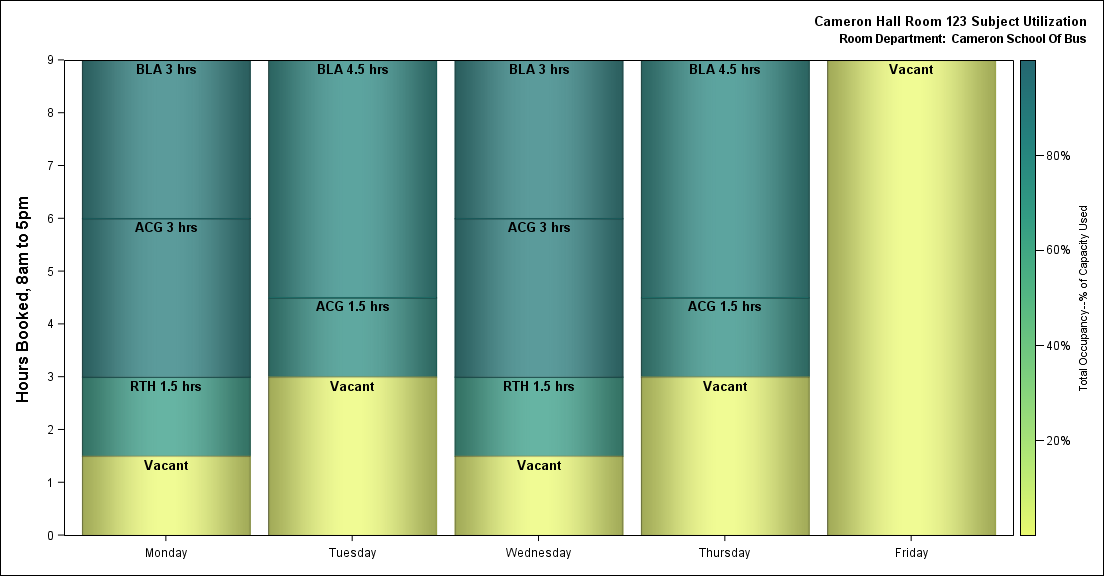 Cameron Hall Room 123 Subject Utilization
Room Department: Cameron School Of Bus
Hours Booked, 8am to 5pm
9
8
7
6
5
4
3
2
1
0
BLA 3 hrs
ACG 3 hrs
RTH 1.5 hrs
Vacant
BLA 4.5 hrs
ACG 1.5 hrs
Vacant
BLA 3 hrs
ACG 3 hrs
RTH 1.5 hrs
Vacant
BLA 4.5 hrs
ACG 1.5 hrs
Vacant
Vacant
Monday
Tuesday
Wednesday
Thursday
Friday
80%
60%
40%
20%
Total Occupancy--% of Capacity Used